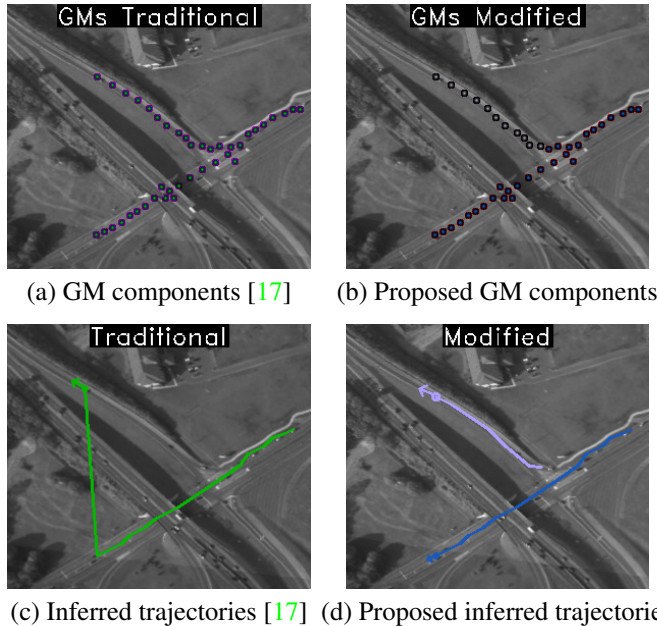 GMs Traditional
GMs Modified
(a) GM components [17]
(b) Proposed GM components
Traditional
Modified
(c) Inferred trajectories [17]
(d) Proposed inferred trajectorie